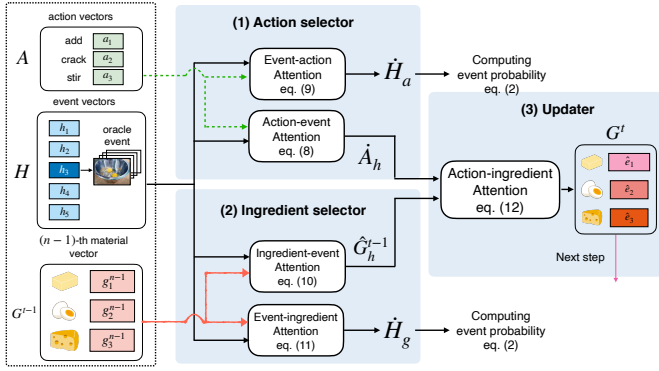 action vectors
A
add a₁
crack a₂
stir a₃
event vectors
H
h₁
h₂
h₃
h₄
h₅
oracle
event
(n − 1)-th material
vector
Gᵗ⁻¹
g₁ⁿ⁻¹
g₂ⁿ⁻¹
g₃ⁿ⁻¹
(1) Action selector
Event-action
Attention
eq. (9)
Ḣₐ
Computing
event probability
eq. (2)
Action-event
Attention
eq. (8)
Ȧₕ
(2) Ingredient selector
Ingredient-event
Attention
eq. (10)
Ĝₕᵗ⁻¹
Event-ingredient
Attention
eq. (11)
Ḣg
Computing
event probability
eq. (2)
(3) Updater
Action-ingredient
Attention
eq. (12)
Gᵗ
ê₁
ê₂
ê₃
Next step